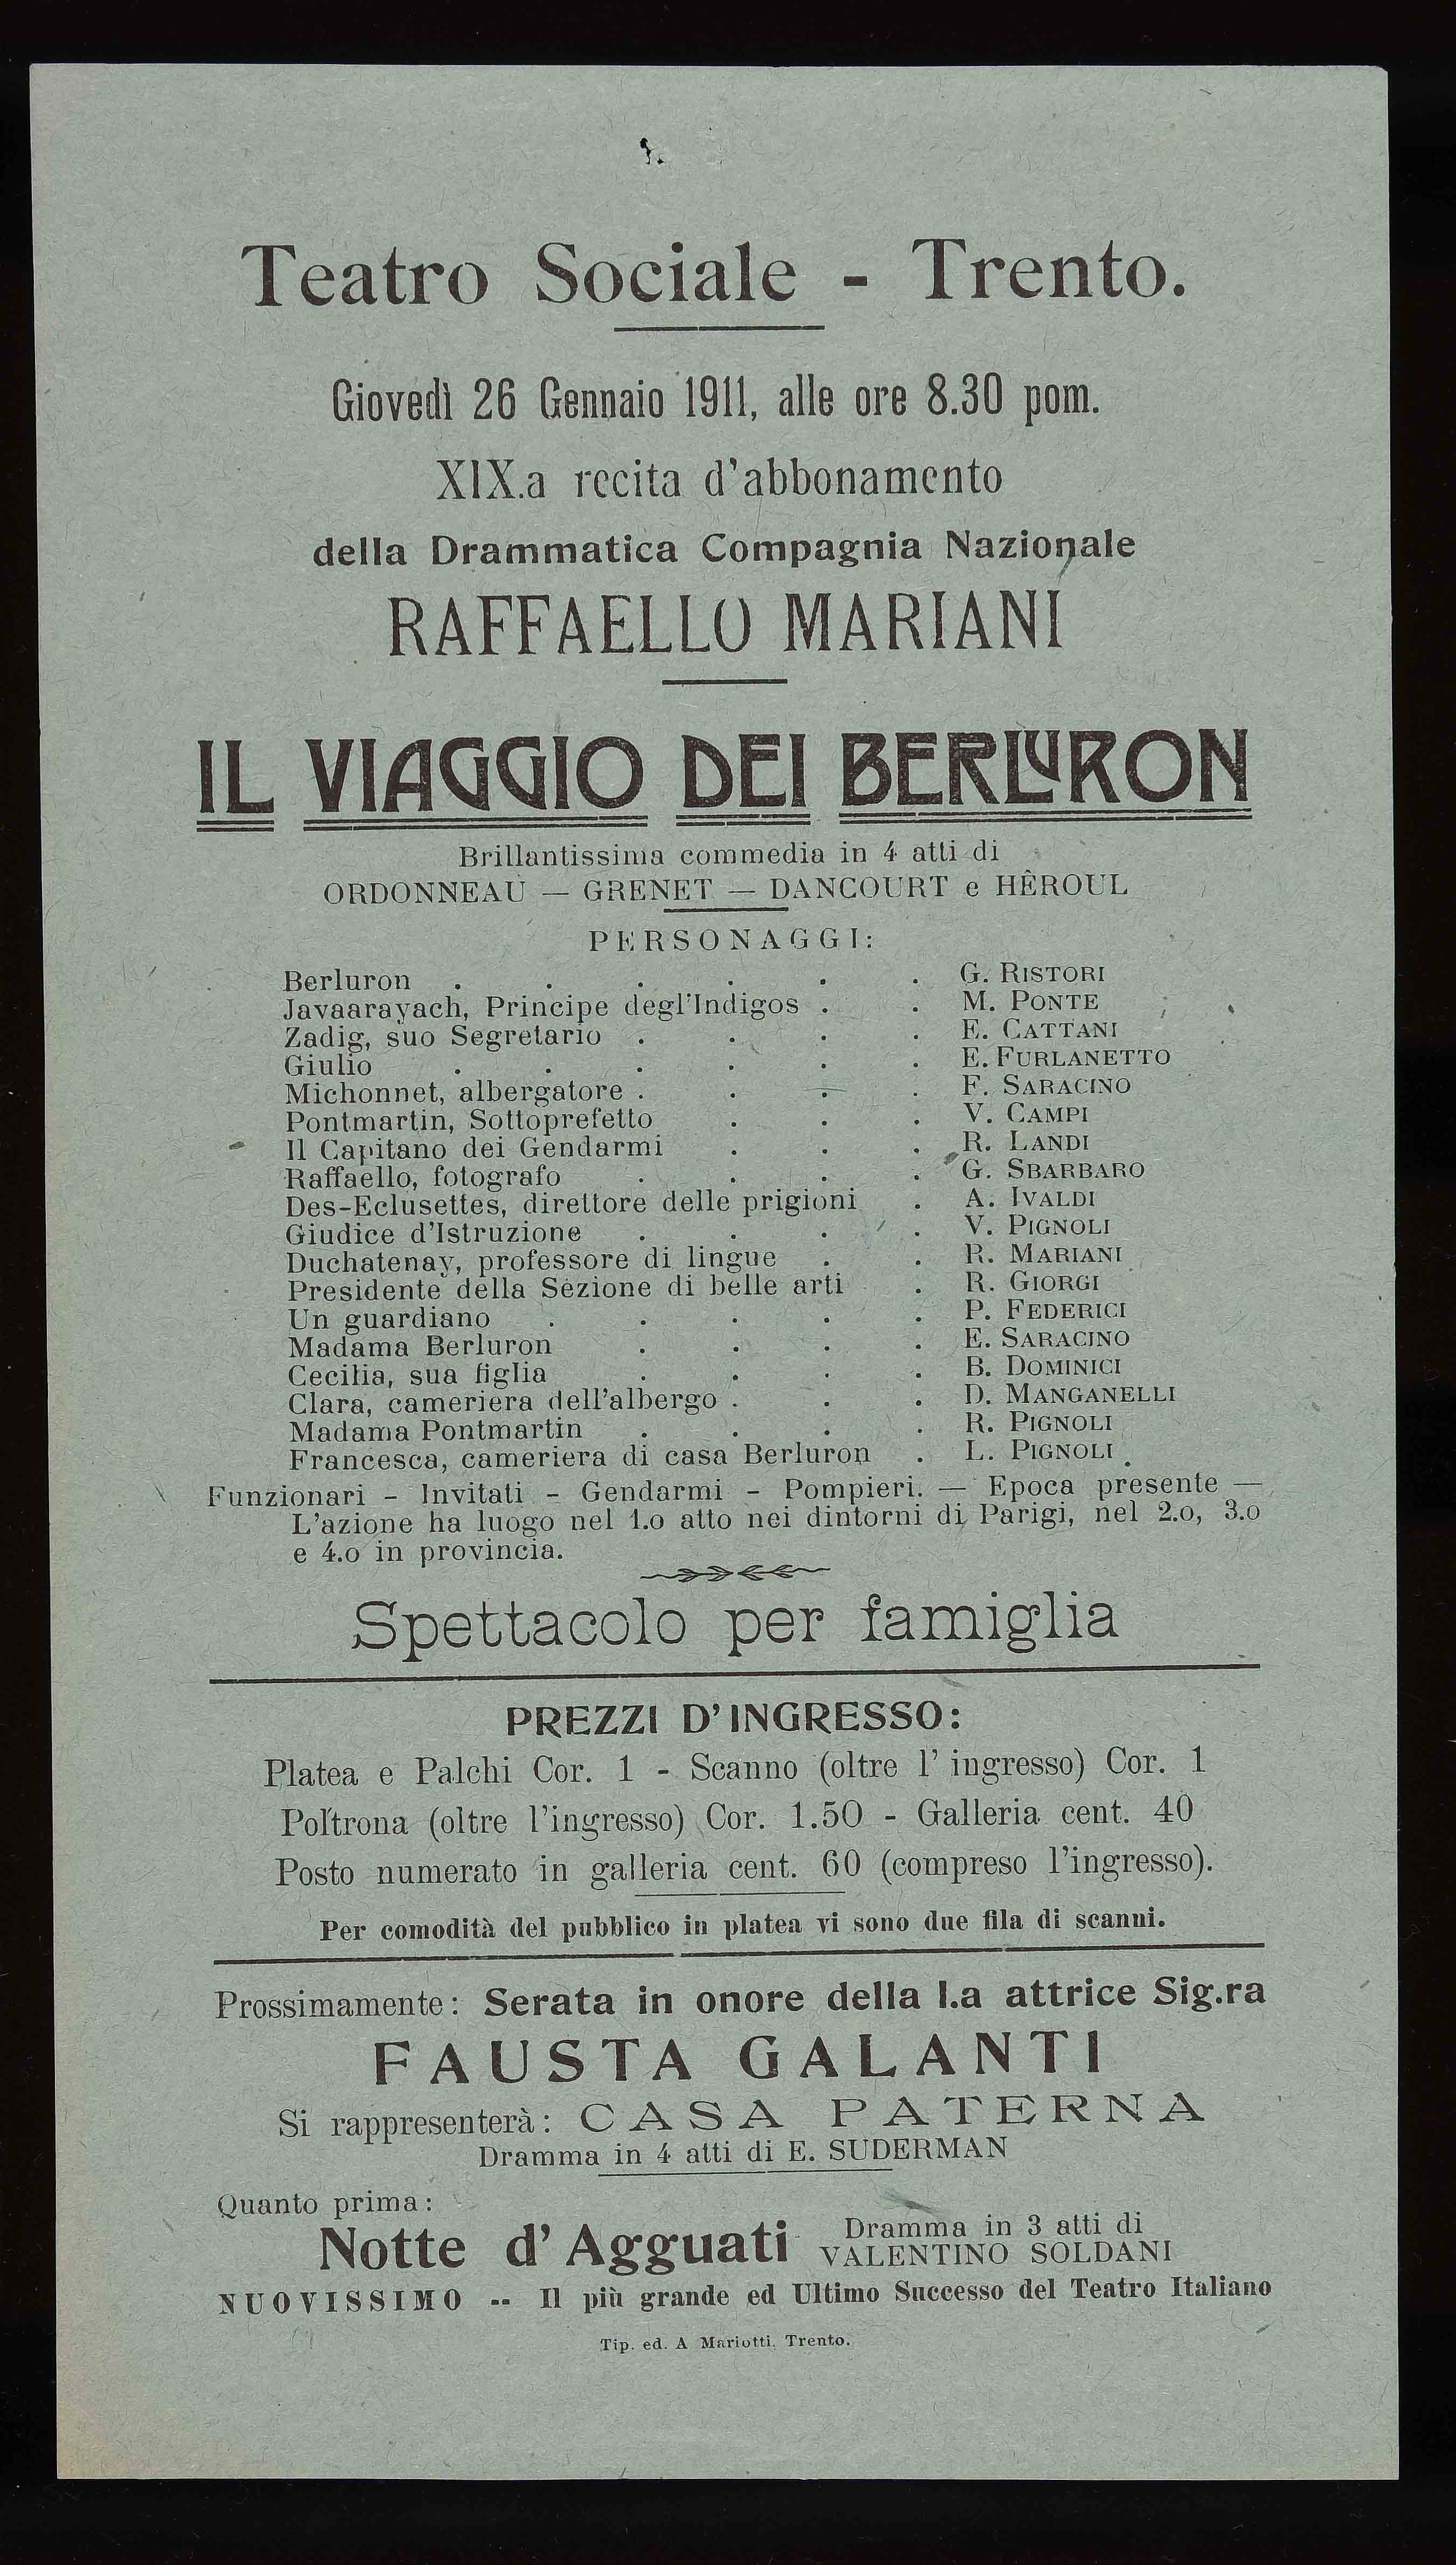 Teatro Sociale - Trento.
Giovedì 26 Gennaio 1911, alle ore 8.30 pom.
XIX.a recita d'abbonamento
della Drammatica Compagnia Nazionale
RAFFAELLO MARIANI
IL VIAGGIO DEI BERLURON
Brillantissima commedia in 4 atti di
ORDONNEAU — GRENET — DANCOURT e HÊROUL
PERSONAGGI:
Berluron . . . . . . G. RISTORI
Javaarayach, Principe degl'Indigos . . M. PONTE
Zadig, suo Segretario . . . . E. CATTANI
Giulio . . . . . . E. FURLANETTO
Michonnet, albergatore . . . . F. SARACINO
Pontmartin, Sottoprefetto . . . V. CAMPI
Il Capitano dei Gendarmi . . . R. LANDI
Raffaello, fotografo . . . . G. SBARBARO
Des-Eclusettes, direttore delle prigioni . A. IVALDI
Giudice d'Istruzione . . . . V. PIGNOLI
Duchatenay, professore di lingue . . R. MARIANI
Presidente della Sezione di belle arti . R. GIORGI
Un guardiano . . . . . P. FEDERICI
Madama Berluron . . . . E. SARACINO
Cecilia, sua figlia . . . . B. DOMINICI
Clara, cameriera dell'albergo . . . D. MANGANELLI
Madama Pontmartin . . . . R. PIGNOLI
Francesca, cameriera di casa Berluron . L. PIGNOLI
Funzionari - Invitati - Gendarmi - Pompieri. — Epoca presente —
L'azione ha luogo nel 1.o atto nei dintorni di Parigi, nel 2.o, 3.o
e 4.o in provincia.
Spettacolo per famiglia
PREZZI D'INGRESSO:
Platea e Palchi Cor. 1 - Scanno (oltre l' ingresso) Cor. 1
Poltrona (oltre l'ingresso) Cor. 1.50 - Galleria cent. 40
Posto numerato in galleria cent. 60 (compreso l'ingresso).
Per comodità del pubblico in platea vi sono due fila di scanni.
Prossimamente: Serata in onore della I.a attrice Sig.ra
FAUSTA GALANTI
Si rappresenterà: CASA PATERNA
Dramma in 4 atti di E. SUDERMAN
Quanto prima:
Notte d' Agguati Dramma in 3 atti di
VALENTINO SOLDANI
NUOVISSIMO -- Il più grande ed Ultimo Successo del Teatro Italiano
Tip. ed. A Mariotti. Trento.